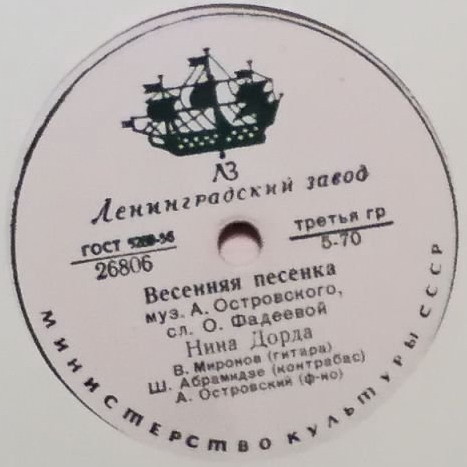 ЛЗ
Ленинградский завод
ГОСТ 5289-56
26806
третья гр
5-70
Весенняя песенка
муз. А. Островского,
сл. О. Фадеевой
Нина Дорда
В. Миронов (гитара)
Ш. Абрамидзе (контрабас)
А. Островский (ф-но)
МИНИСТЕРСТВО КУЛЬТУРЫ СССР